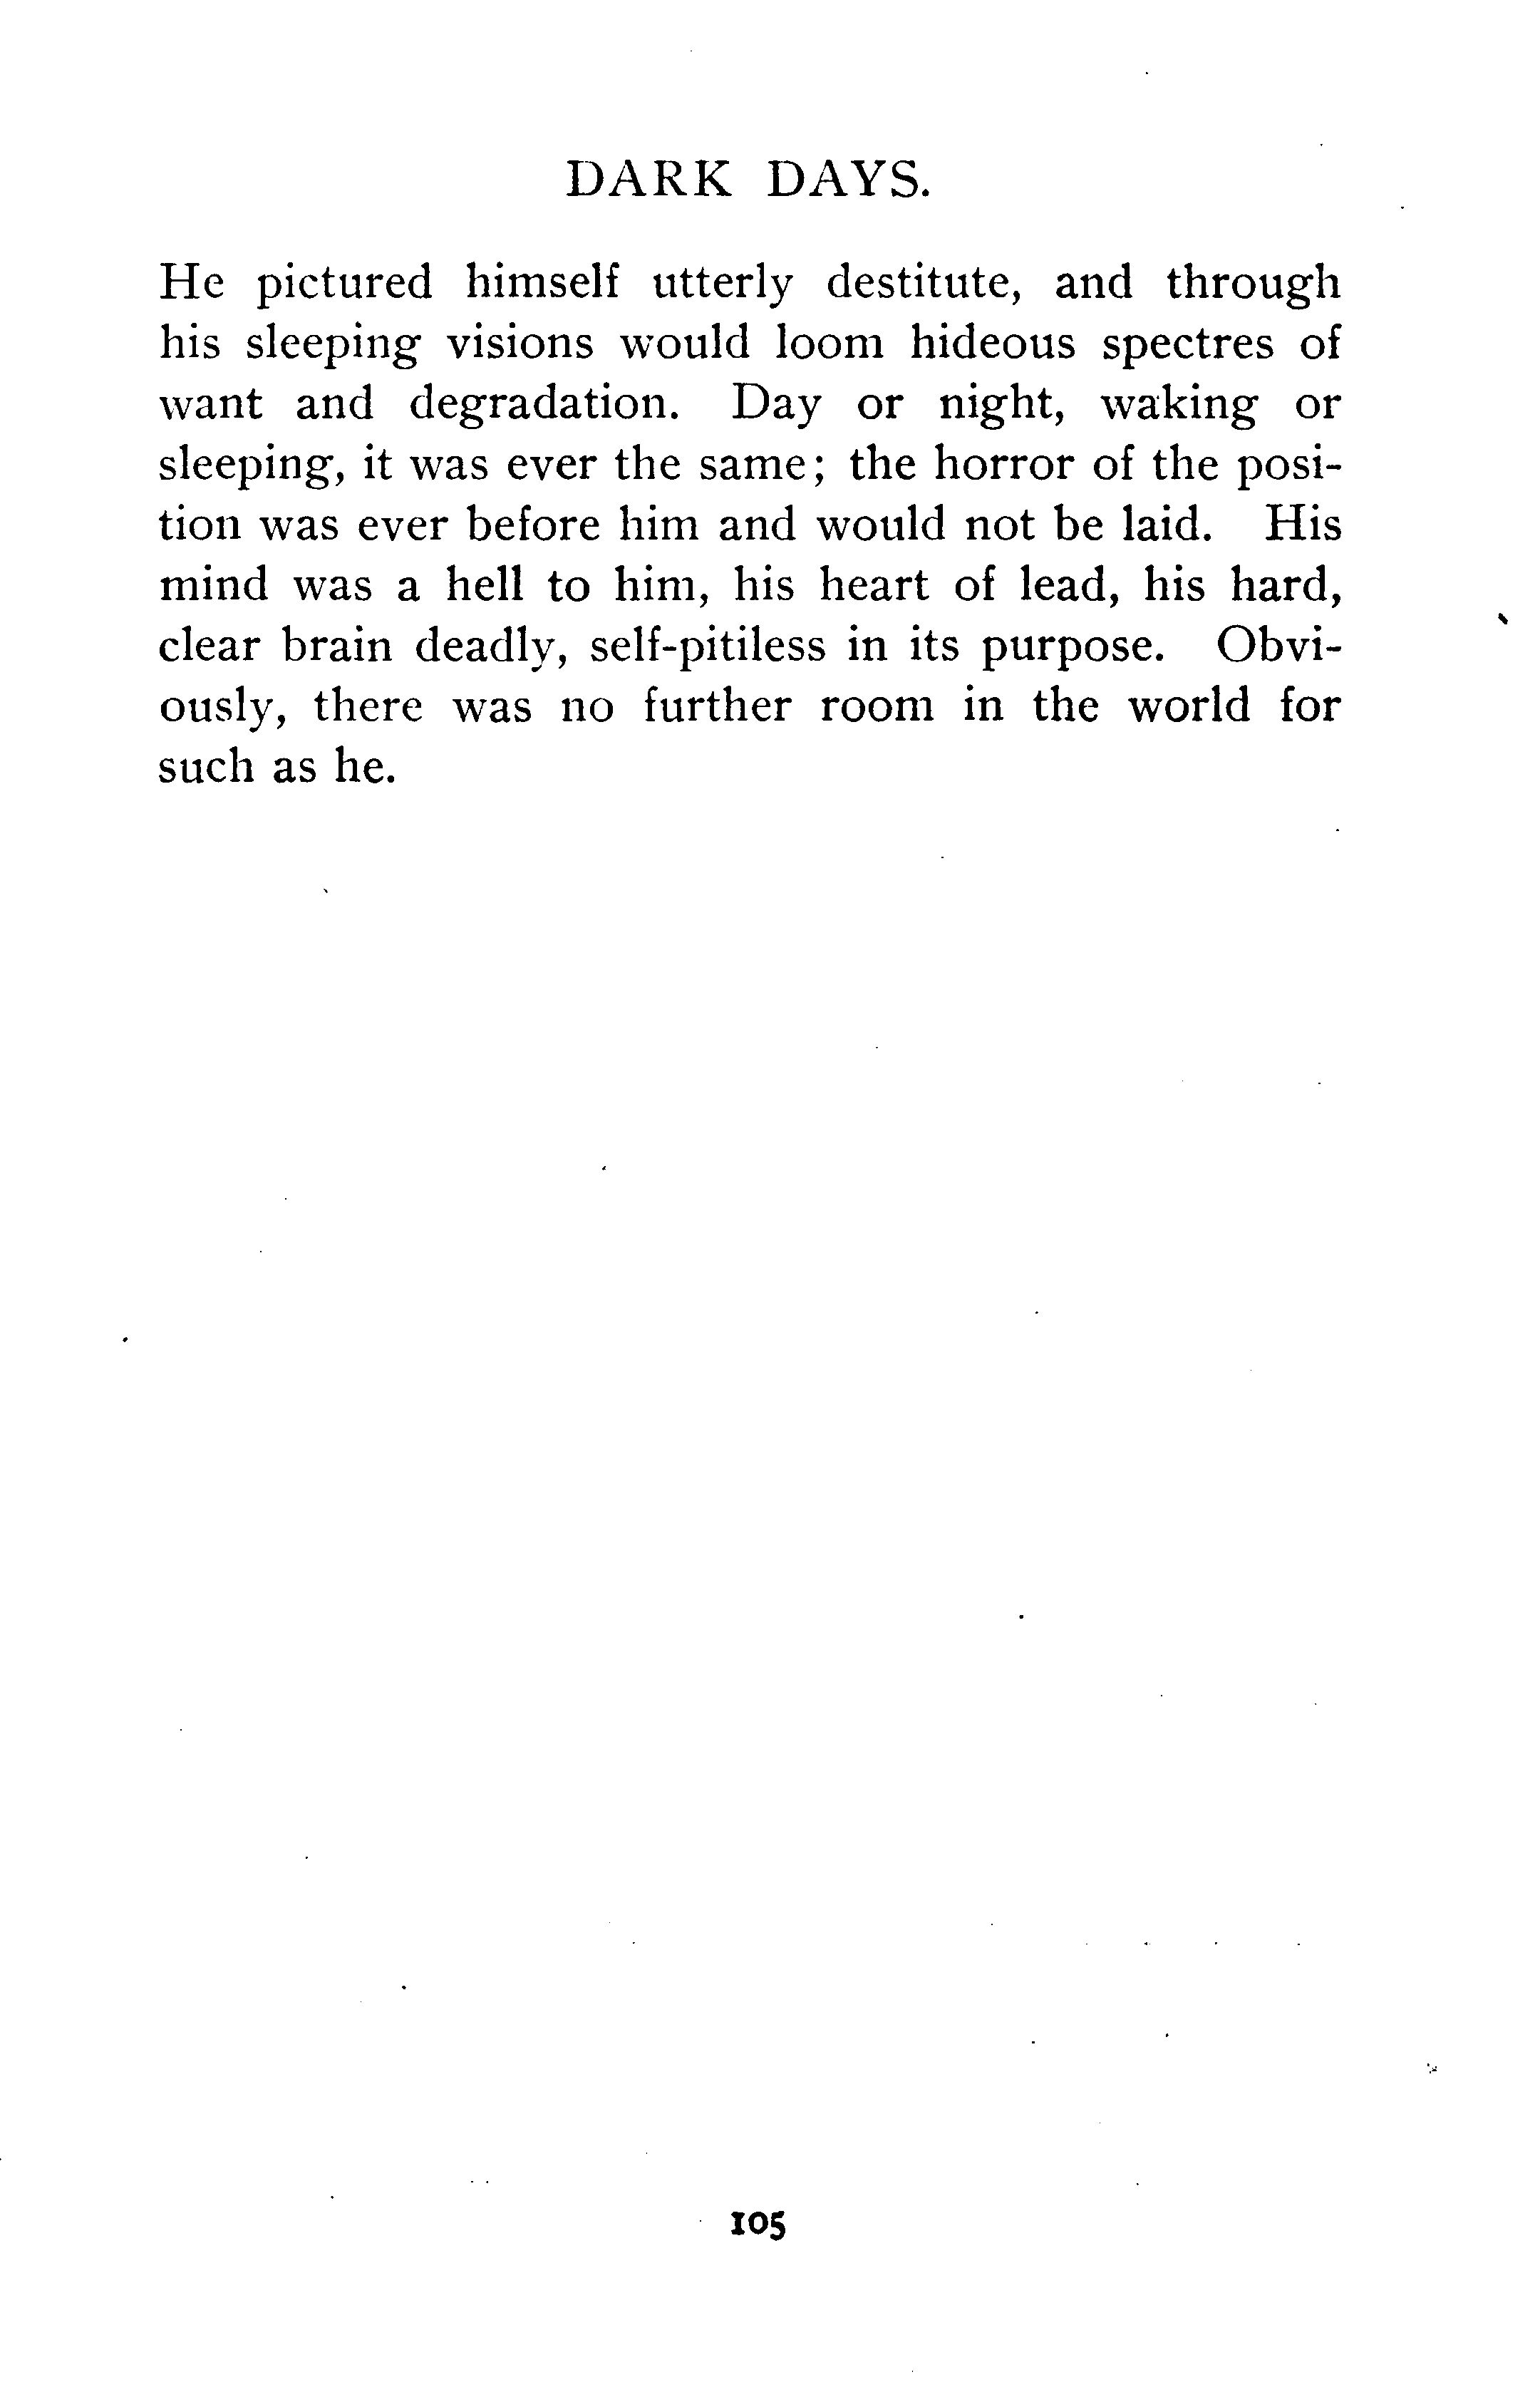 DARK DAYS.
He pictured himself utterly destitute, and through
his sleeping visions would loom hideous spectres of
want and degradation. Day or night, waking or
sleeping, it was ever the same; the horror of the posi-
tion was ever before him and would not be laid. His
mind was a hell to him, his heart of lead, his hard,
clear brain deadly, self-pitiless in its purpose. Obvi-
ously, there was no further room in the world for
such as he.
105